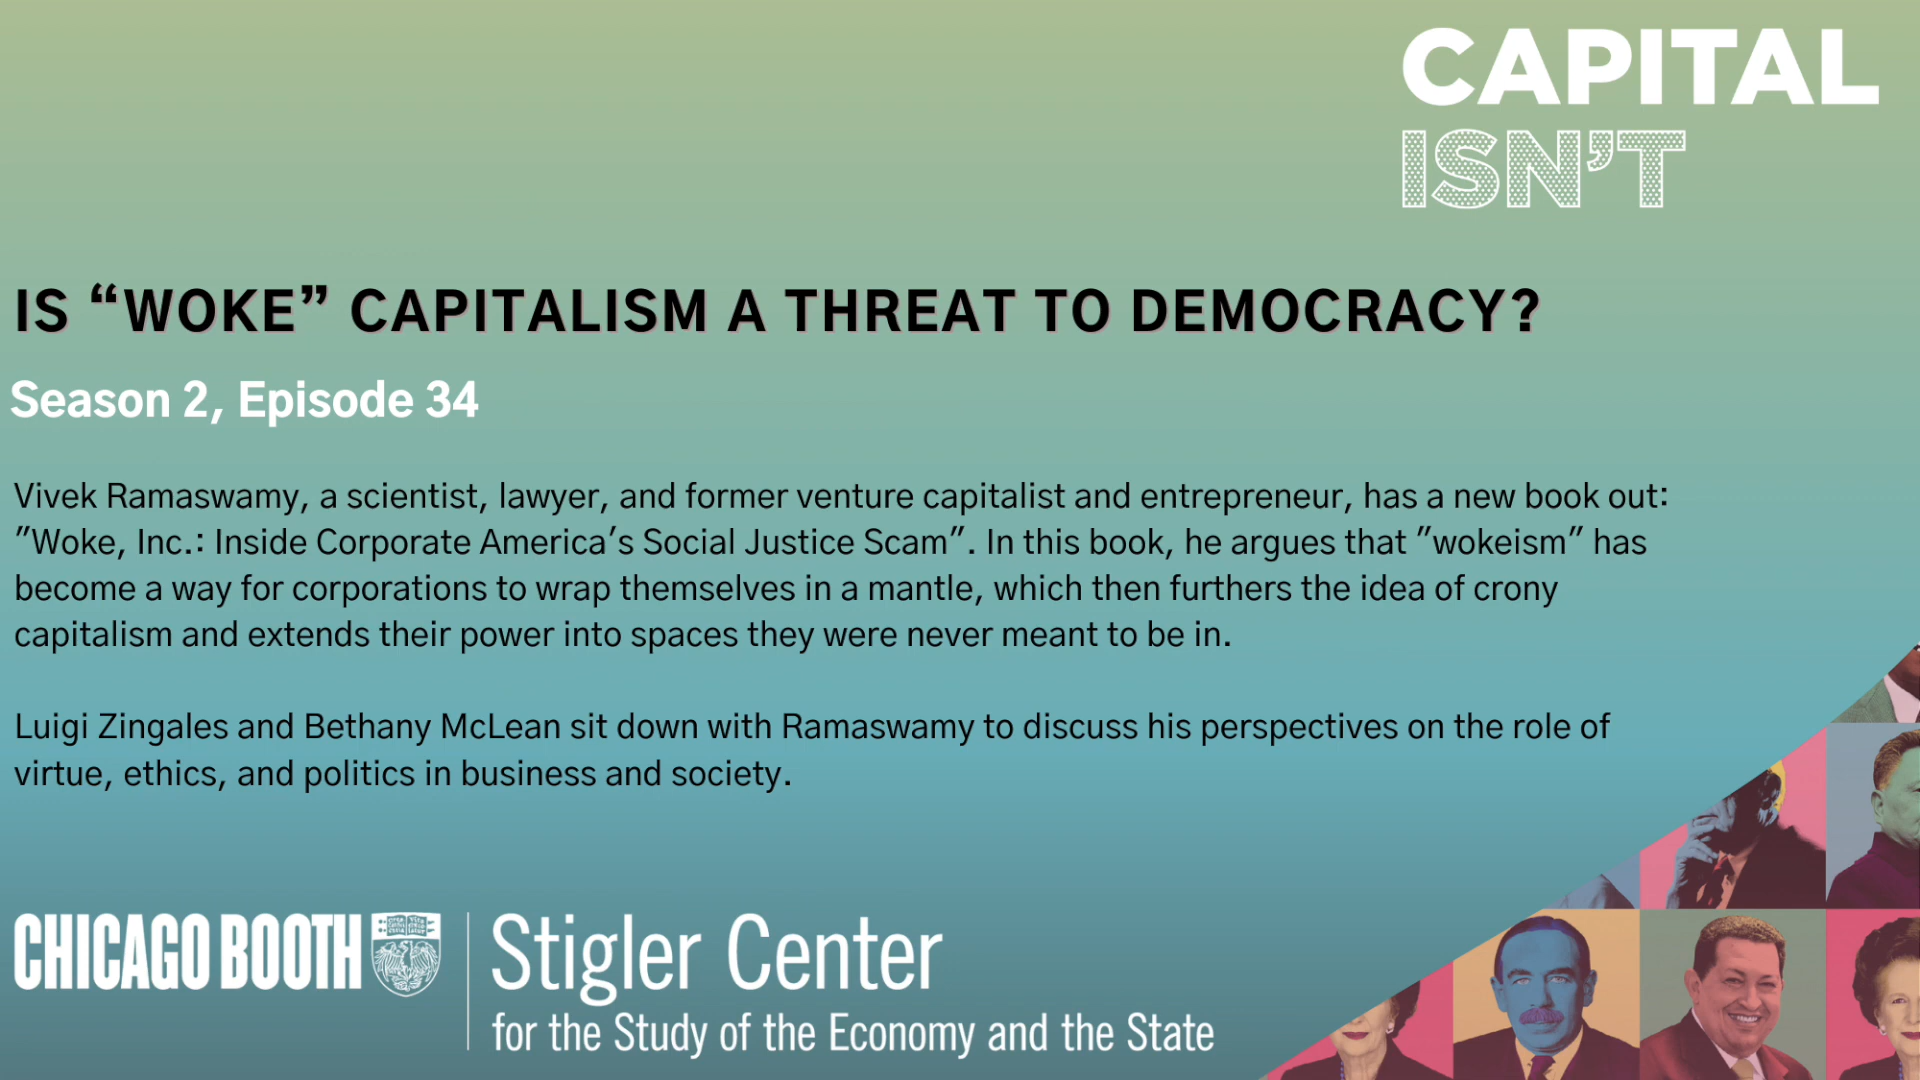 CAPITAL
ISN'T
IS “WOKE” CAPITALISM A THREAT TO DEMOCRACY?
Season 2, Episode 34
Vivek Ramaswamy, a scientist, lawyer, and former venture capitalist and entrepreneur, has a new book out:
"Woke, Inc.: Inside Corporate America's Social Justice Scam". In this book, he argues that "wokeism" has
become a way for corporations to wrap themselves in a mantle, which then furthers the idea of crony
capitalism and extends their power into spaces they were never meant to be in.
Luigi Zingales and Bethany McLean sit down with Ramaswamy to discuss his perspectives on the role of
virtue, ethics, and politics in business and society.
CHICAGO BOOTH
Stigler Center
for the Study of the Economy and the State